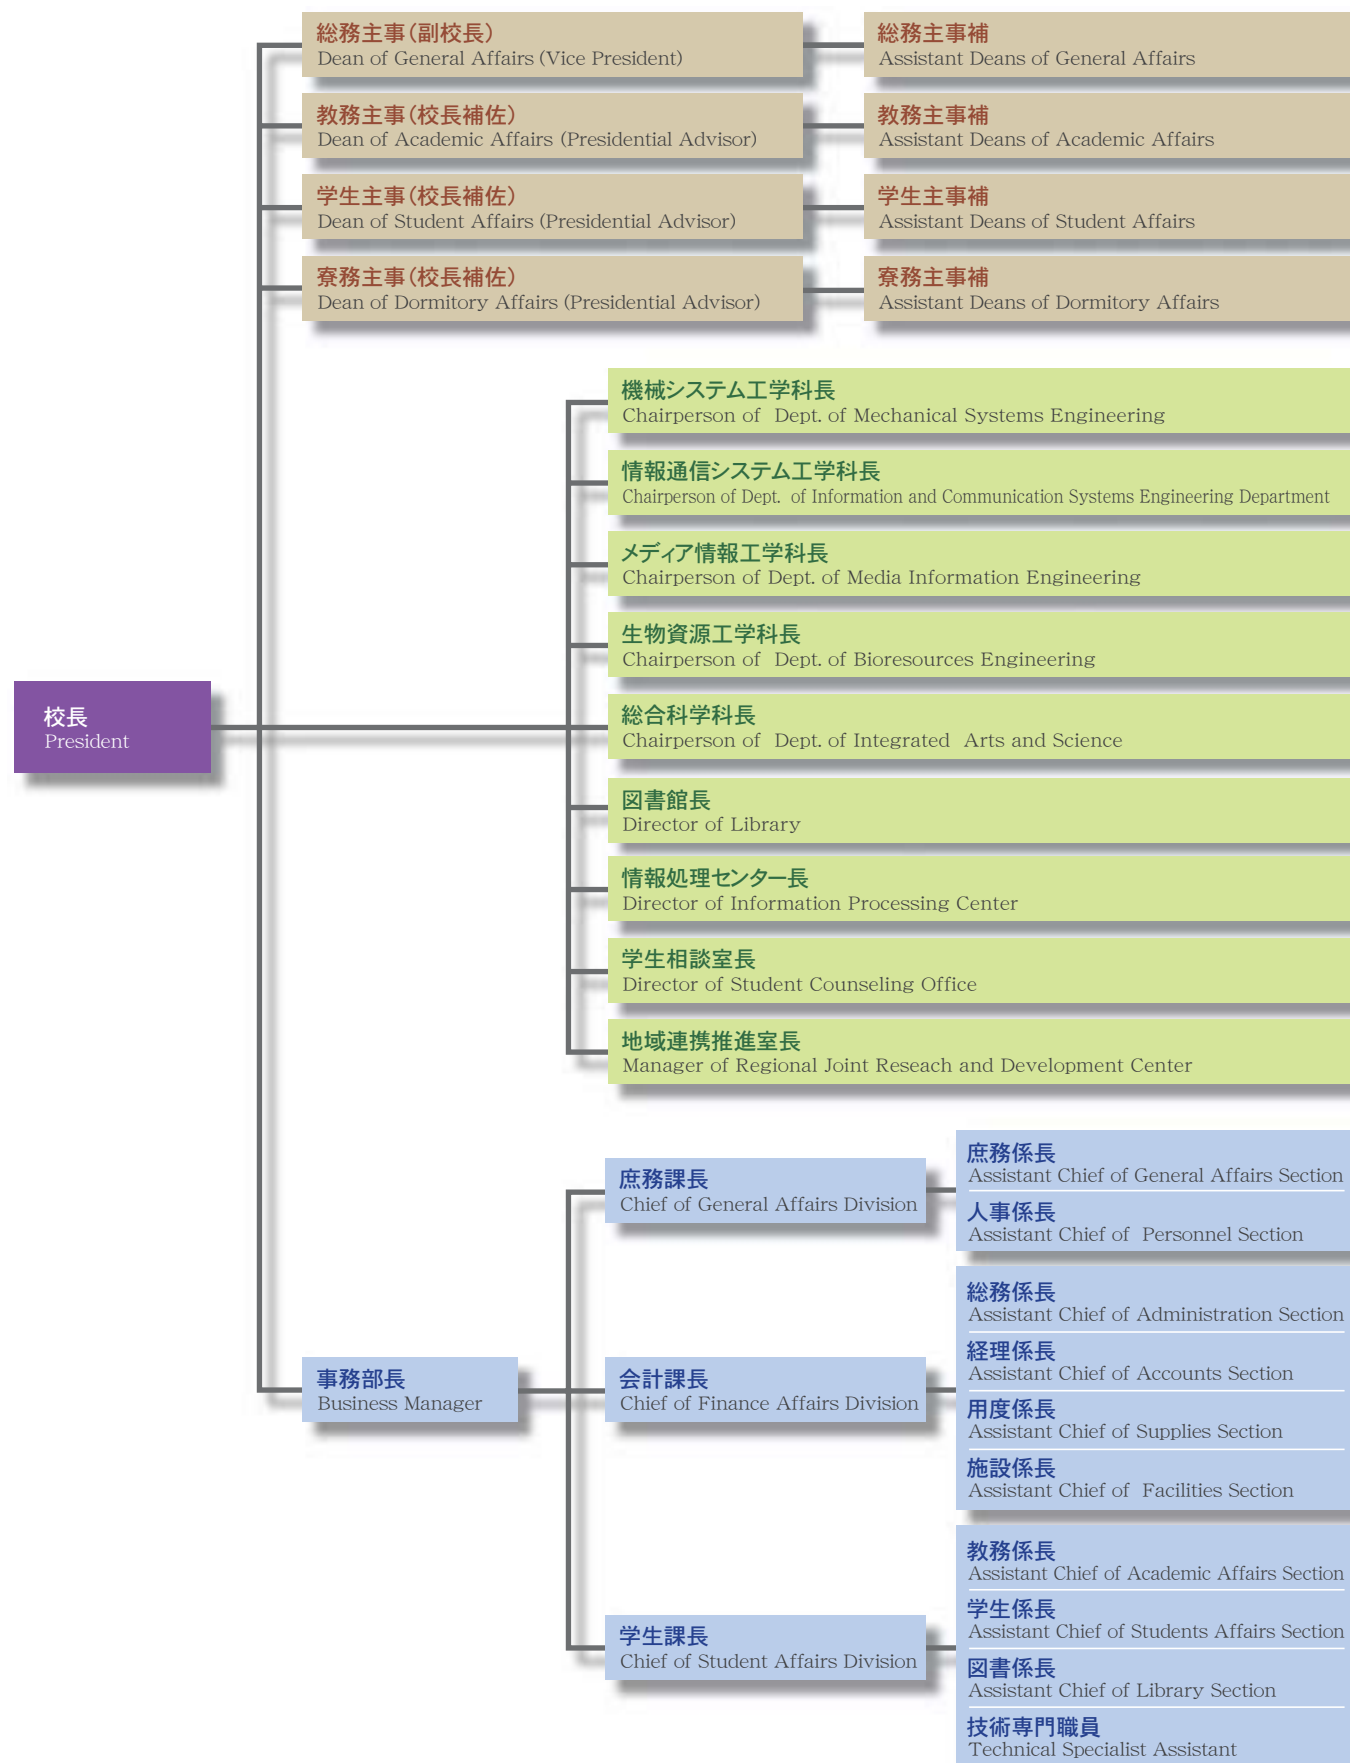 総務主事(副校長)
Dean of General Affairs (Vice President)
総務主事補
Assistant Deans of General Affairs
教務主事(校長補佐)
Dean of Academic Affairs (Presidential Advisor)
教務主事補
Assistant Deans of Academic Affairs
学生主事(校長補佐)
Dean of Student Affairs (Presidential Advisor)
学生主事補
Assistant Deans of Student Affairs
寮務主事(校長補佐)
Dean of Dormitory Affairs (Presidential Advisor)
寮務主事補
Assistant Deans of Dormitory Affairs
機械システム工学科長
Chairperson of Dept. of Mechanical Systems Engineering
情報通信システム工学科長
Chairperson of Dept. of Information and Communication Systems Engineering Department
メディア情報工学科長
Chairperson of Dept. of Media Information Engineering
生物資源工学科長
Chairperson of Dept. of Bioresources Engineering
校長
President
総合科学科長
Chairperson of Dept. of Integrated Arts and Science
図書館長
Director of Library
情報処理センター長
Director of Information Processing Center
学生相談室長
Director of Student Counseling Office
地域連携推進室長
Manager of Regional Joint Reseach and Development Center
庶務課長
Chief of General Affairs Division
庶務係長
Assistant Chief of General Affairs Section
人事係長
Assistant Chief of Personnel Section
事務部長
Business Manager
会計課長
Chief of Finance Affairs Division
総務係長
Assistant Chief of Administration Section
経理係長
Assistant Chief of Accounts Section
用度係長
Assistant Chief of Supplies Section
施設係長
Assistant Chief of Facilities Section
学生課長
Chief of Student Affairs Division
教務係長
Assistant Chief of Academic Affairs Section
学生係長
Assistant Chief of Students Affairs Section
図書係長
Assistant Chief of Library Section
技術専門職員
Technical Specialist Assistant